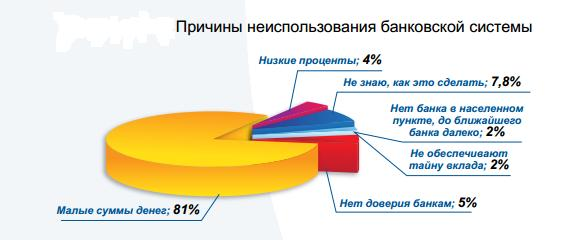 Причины неиспользования банковской системы
Низкие проценты; 4%
Не знаю, как это сделать; 7,8%
Нет банка в населенном
пункте, до ближайшего
банка далеко; 2%
Не обеспечивают
тайну вклада; 2%
Нет доверия банкам; 5%
Малые суммы денег; 81%